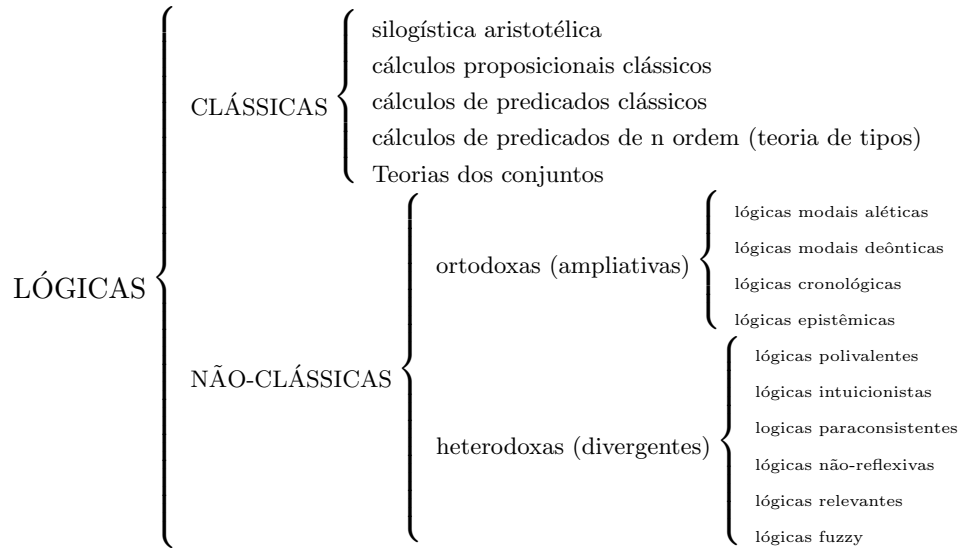 LÓGICAS
CLÁSSICAS
silogística aristotélica
cálculos proposicionais clássicos
cálculos de predicados clássicos
cálculos de predicados de n ordem (teoria de tipos)
Teorias dos conjuntos
NÃO-CLÁSSICAS
ortodoxas (ampliativas)
lógicas modais aléticas
lógicas modais deônticas
lógicas cronológicas
lógicas epistêmicas
heterodoxas (divergentes)
lógicas polivalentes
lógicas intuicionistas
logicas paraconsistentes
lógicas não-reflexivas
lógicas relevantes
lógicas fuzzy